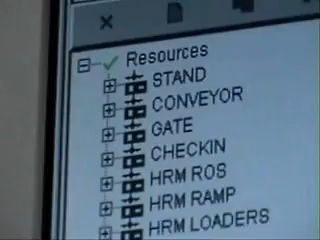 Resources
STAND
CONVEYOR
GATE
CHECKIN
HRM ROS
HRM RAMP
HRM LOADERS